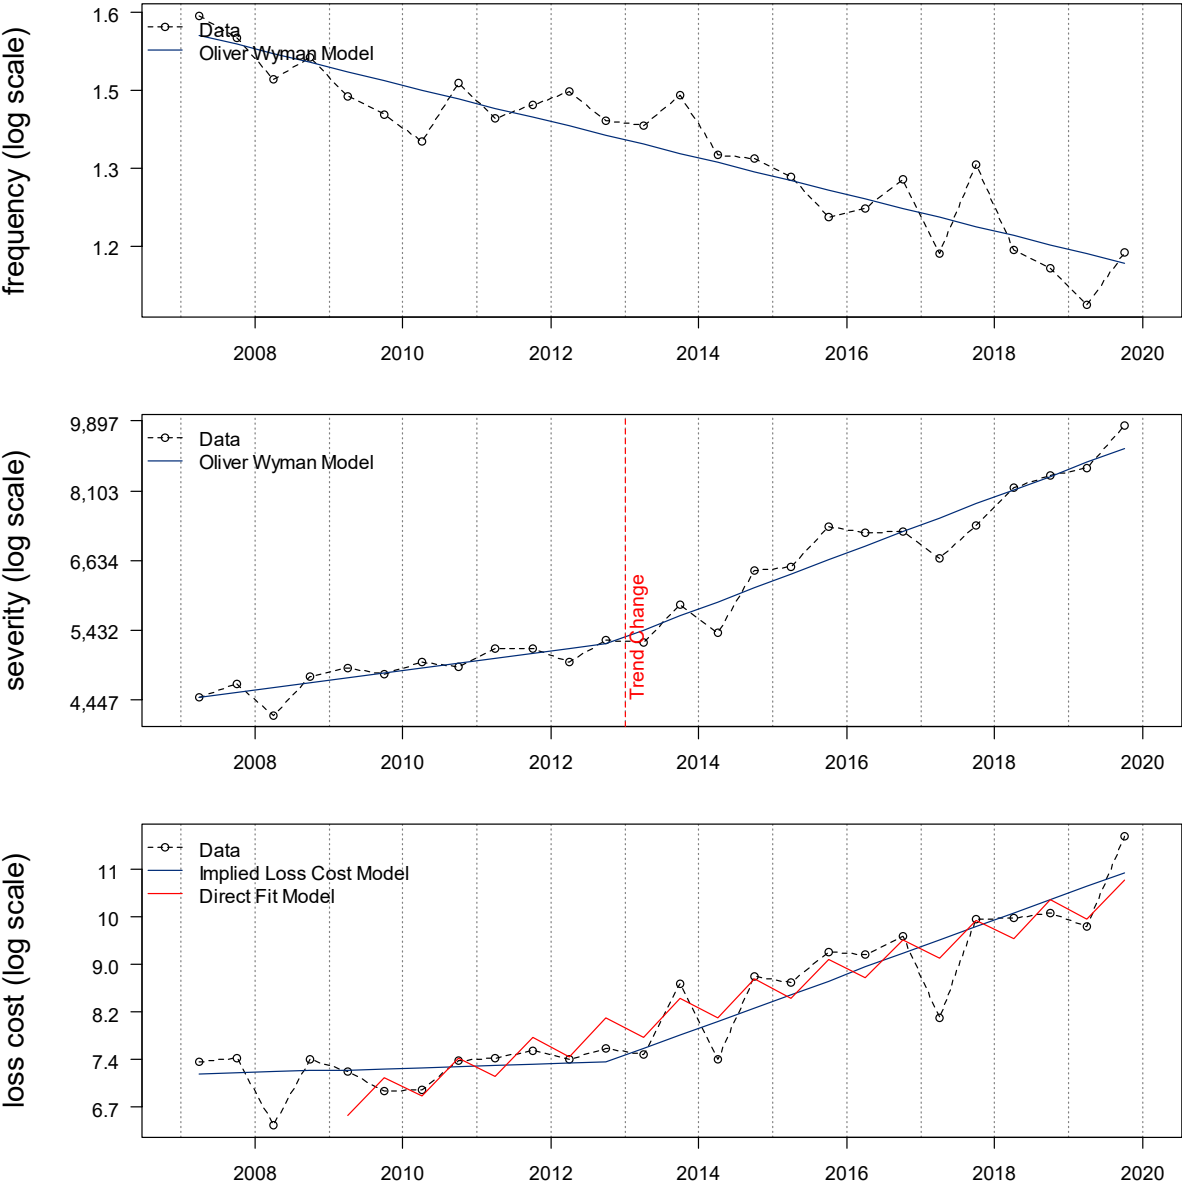 frequency (log scale)
1.6
1.5
1.3
1.2
Data
Oliver Wyman Model
2008 2010 2012 2014 2016 2018 2020
severity (log scale)
9,897
8,103
6,634
5,432
4,447
Data
Oliver Wyman Model
Trend Change
2008 2010 2012 2014 2016 2018 2020
loss cost (log scale)
11
10
9.0
8.2
7.4
6.7
Data
Implied Loss Cost Model
Direct Fit Model
2008 2010 2012 2014 2016 2018 2020